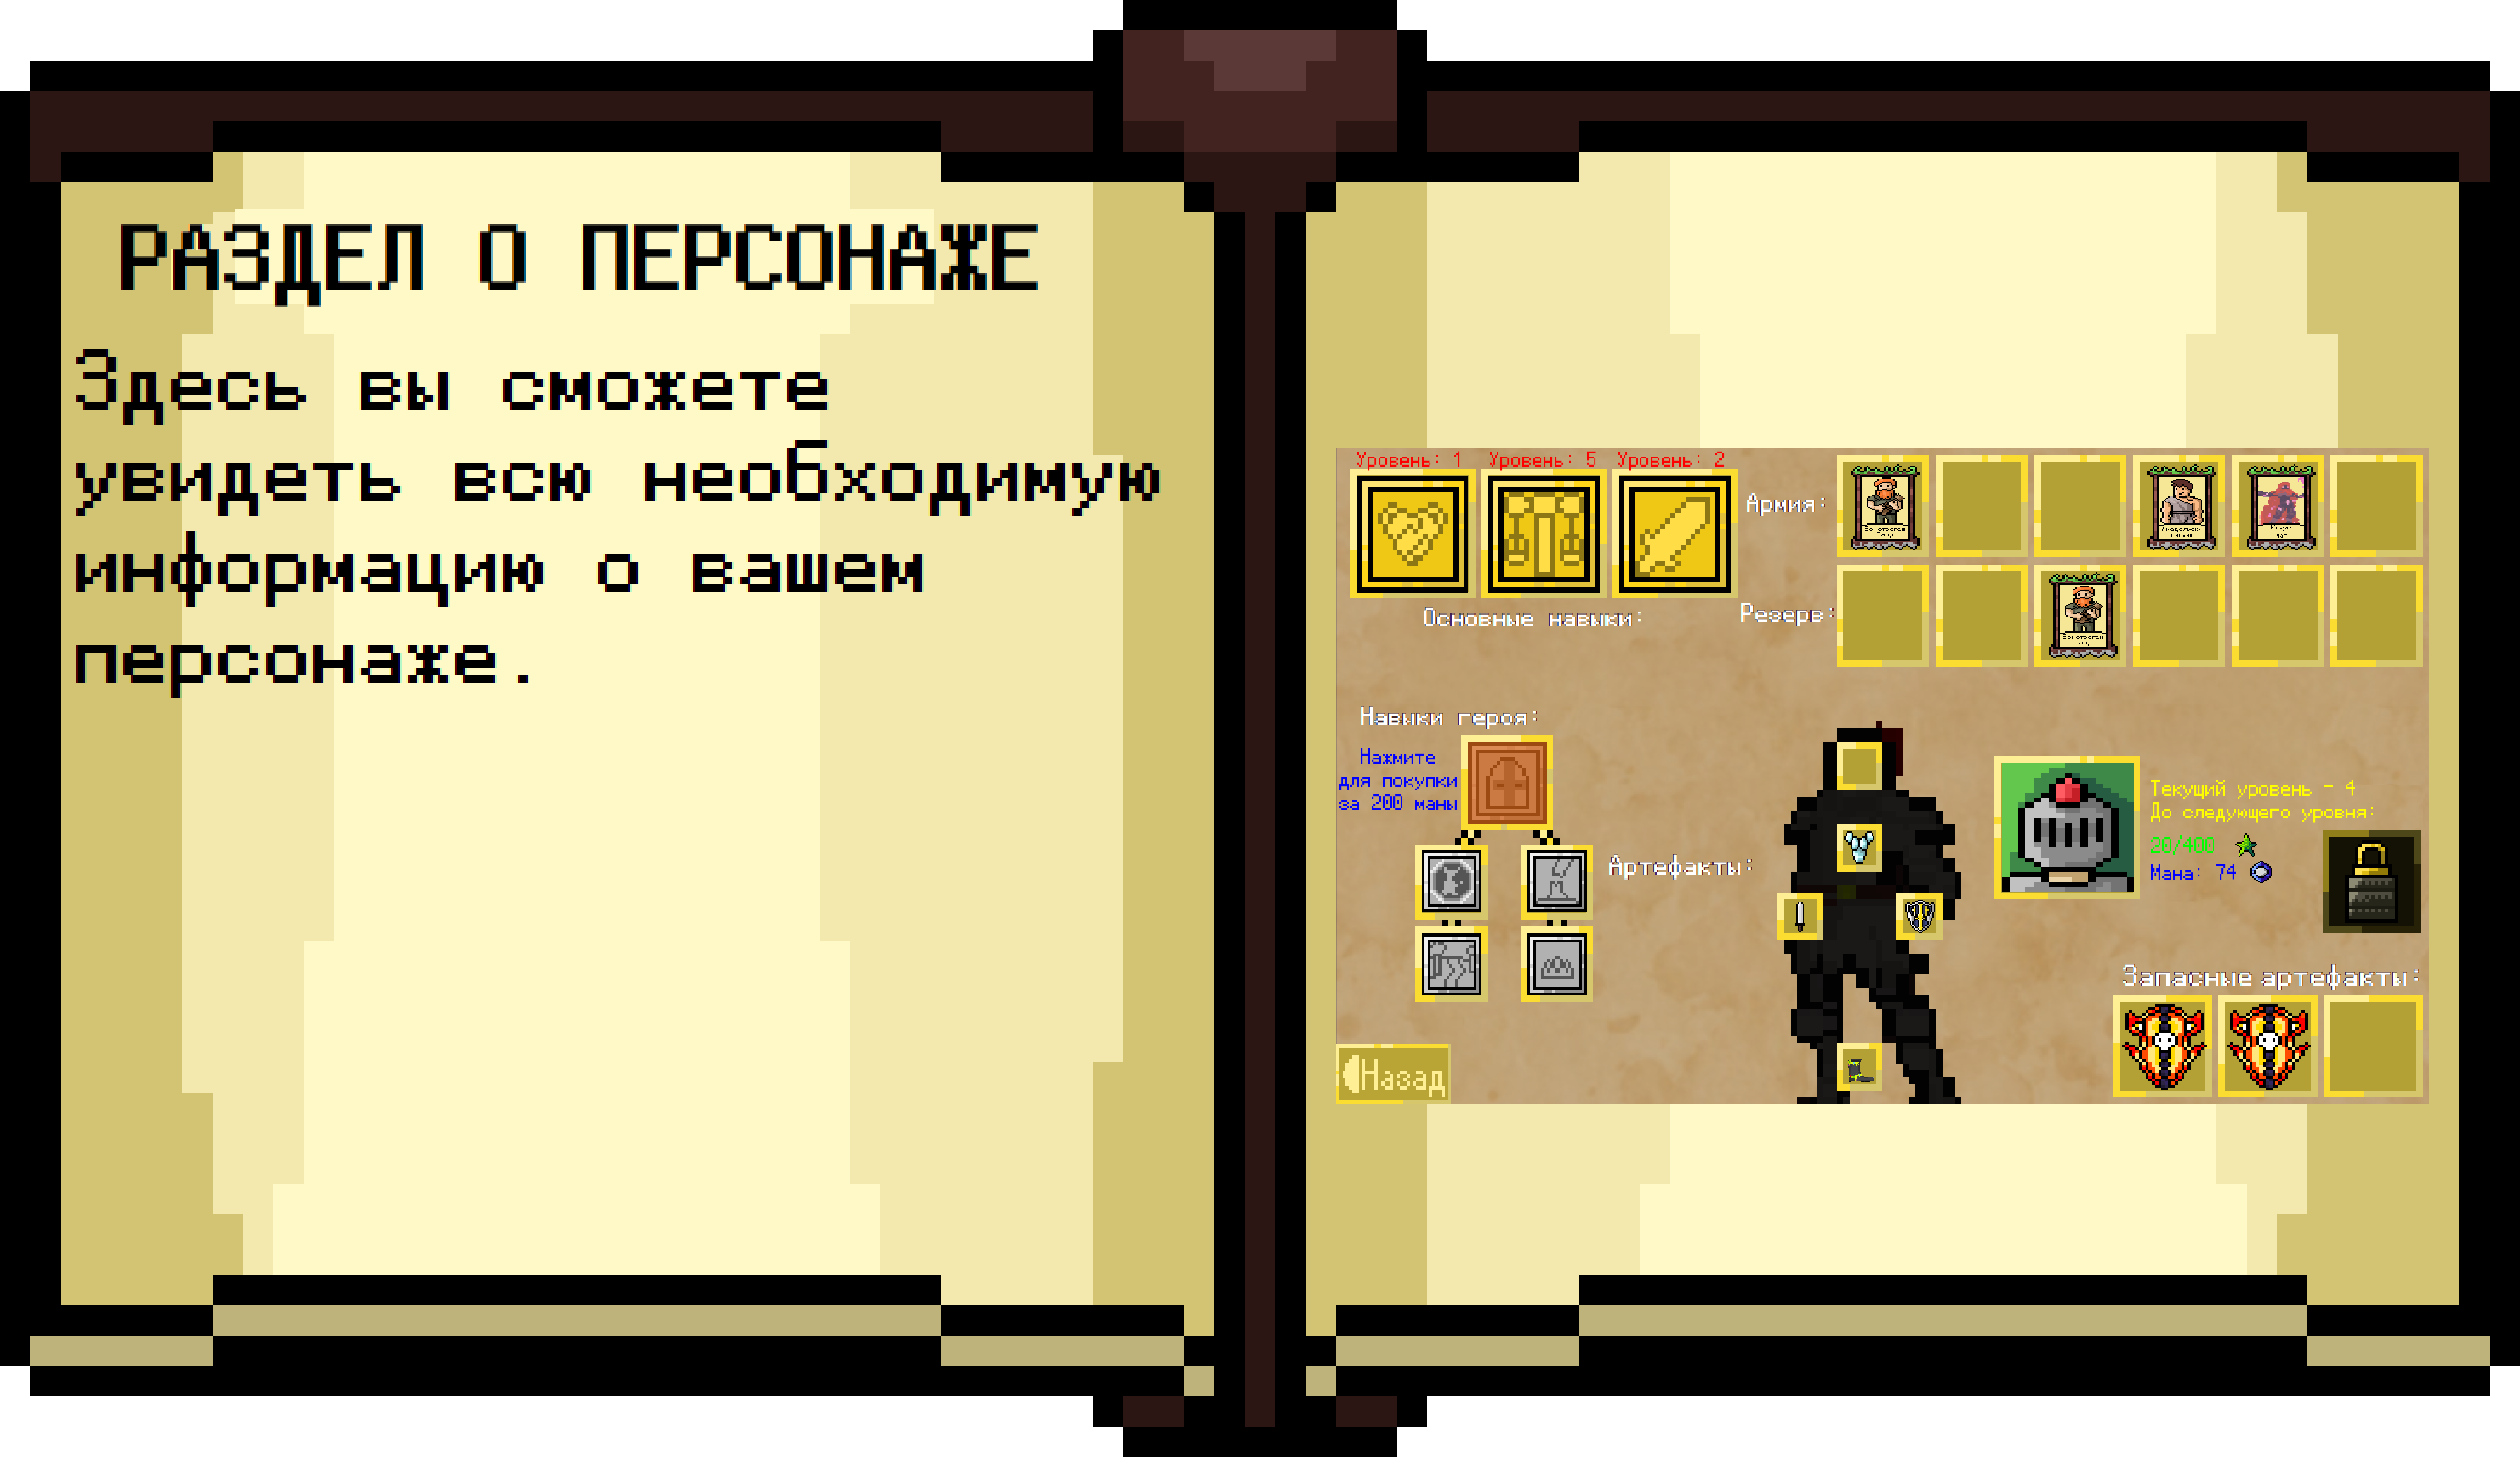 РАЗДЕЛ О ПЕРСОНАЖЕ
Здесь вы сможете
увидеть всю необходимую
информацию о вашем
персонаже.
Уровень: 1 Уровень: 5 Уровень: 2
Армия:
Основные навыки:
Резерв:
Навыки героя:
Нажмите
для покупки
за 200 маны
Артефакты:
Текущий уровень - 4
До следующего уровня:
20/400
Мана: 74
Запасные артефакты:
Назад